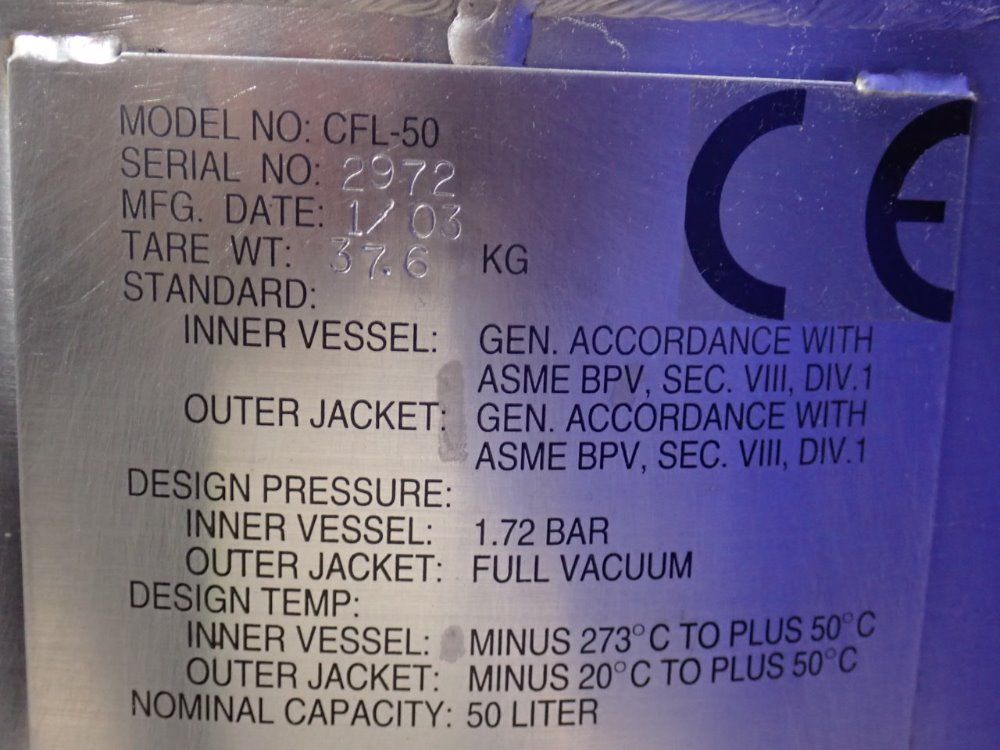 MODEL NO: CFL-50
SERIAL NO: 2972
MFG. DATE: 1/03
TARE WT: 37.6 KG
STANDARD:
INNER VESSEL: GEN. ACCORDANCE WITH
ASME BPV, SEC. VIII, DIV.1
OUTER JACKET: GEN. ACCORDANCE WITH
ASME BPV, SEC. VIII, DIV.1
DESIGN PRESSURE:
INNER VESSEL: 1.72 BAR
OUTER JACKET: FULL VACUUM
DESIGN TEMP:
INNER VESSEL: MINUS 273°C TO PLUS 50°C
OUTER JACKET: MINUS 20°C TO PLUS 50°C
NOMINAL CAPACITY: 50 LITER
CE